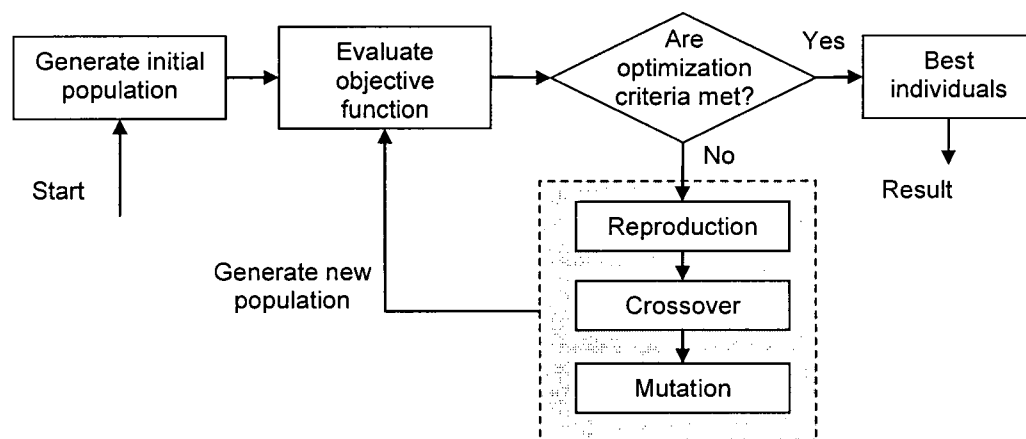 Generate initial
population
Evaluate
objective
function
Are
optimization
criteria met?
Yes
Best
individuals
No
Start
Result
Reproduction
Generate new
population
Crossover
Mutation